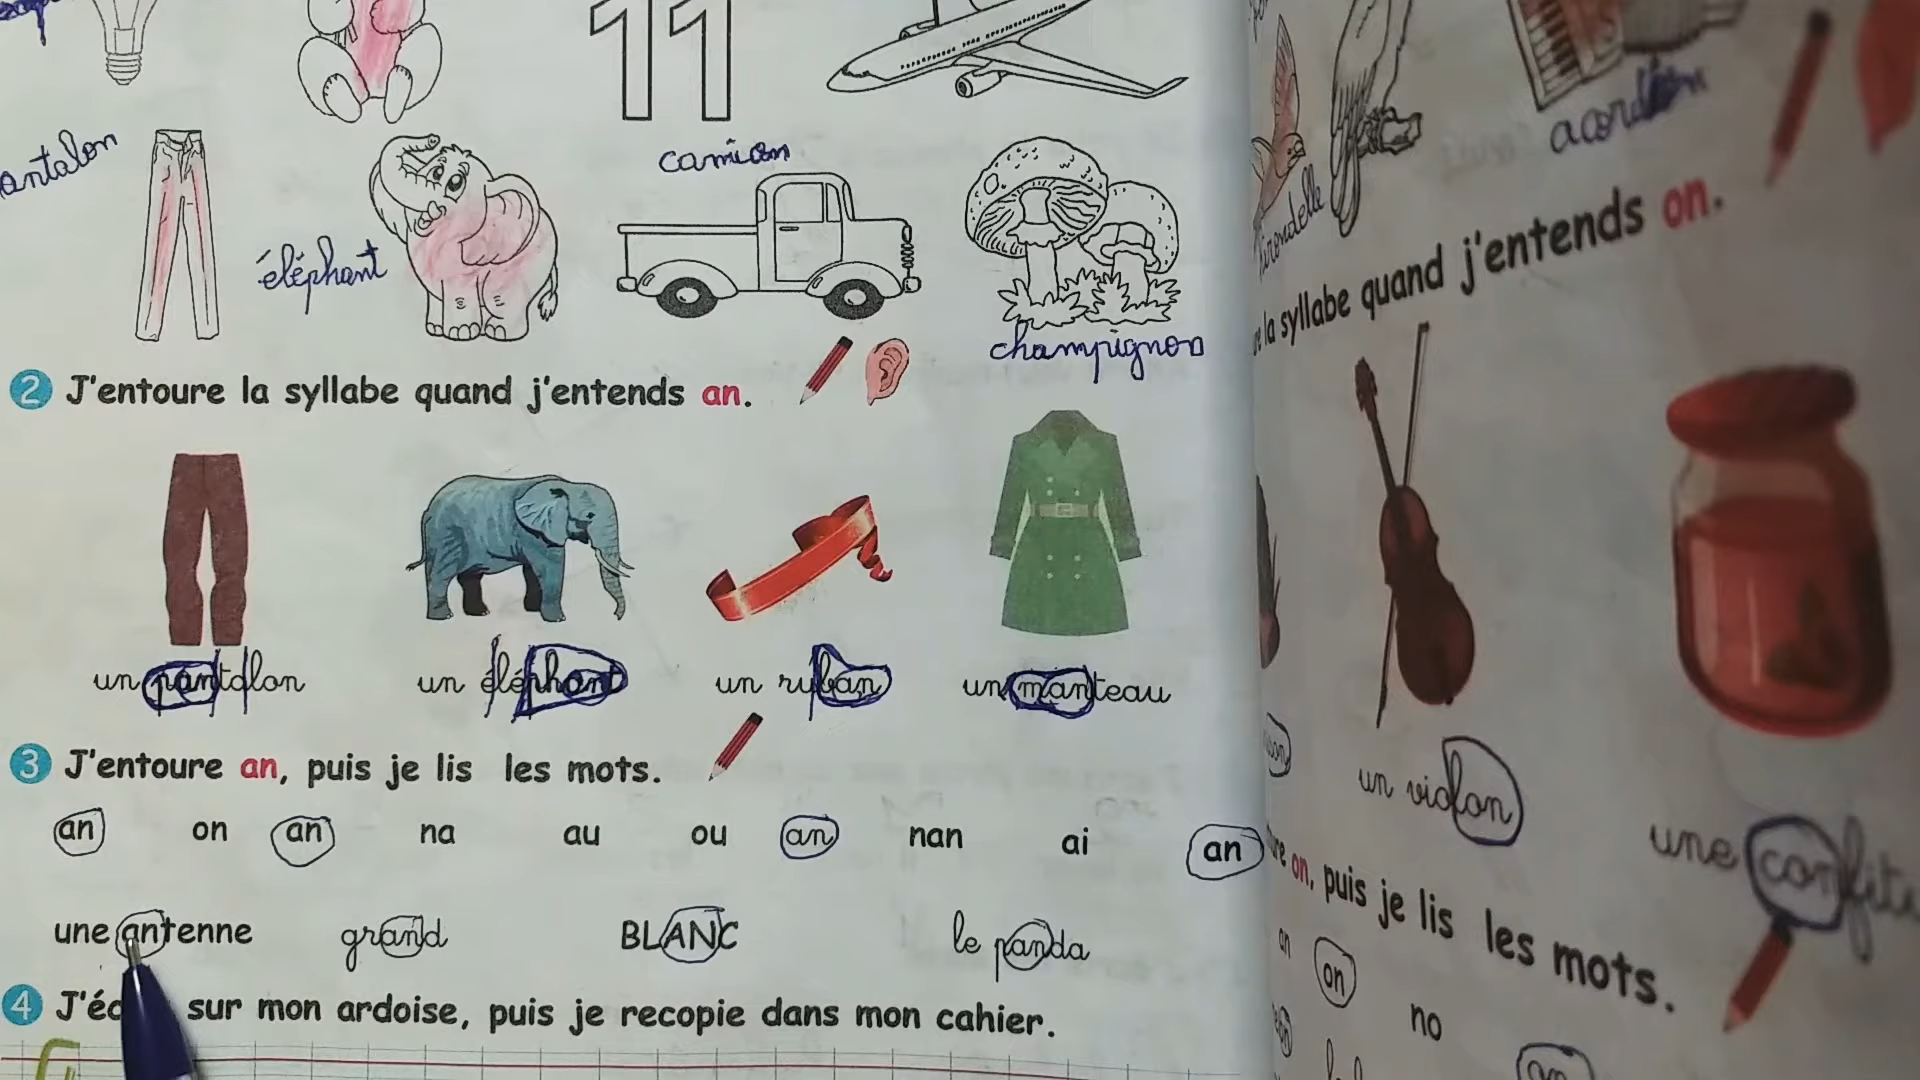 11
antalon
éléphant
camion
champignon
2 J'entoure la syllabe quand j'entends an.
un pantalon un éléphant un ruban un manteau
3 J'entoure an, puis je lis les mots.
an on an na au ou an nan ai an
une antenne grand BLANC le panda
4 sur mon ardoise, puis je recopie dans mon cahier.
hirondelle
la syllabe quand j'entends on.
un violon
une
on, puis je lis les mots.
an on no
on